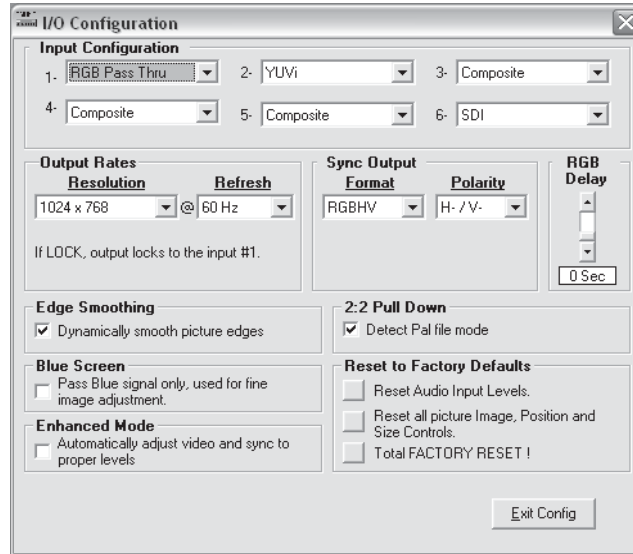 I/O Configuration
Input Configuration
1- RGB Pass Thru 2- YUVi 3- Composite
4- Composite 5- Composite 6- SDI
Output Rates
Resolution Refresh
1024 x 768 @ 60 Hz
If LOCK, output locks to the input #1.
Sync Output
Format Polarity
RGBHV H- / V-
RGB
Delay
0 Sec
Edge Smoothing
Dynamically smooth picture edges
2:2 Pull Down
Detect Pal file mode
Blue Screen
Pass Blue signal only, used for fine
image adjustment.
Enhanced Mode
Automatically adjust video and sync to
proper levels
Reset to Factory Defaults
Reset Audio Input Levels.
Reset all picture Image, Position and
Size Controls.
Total FACTORY RESET !
Exit Config